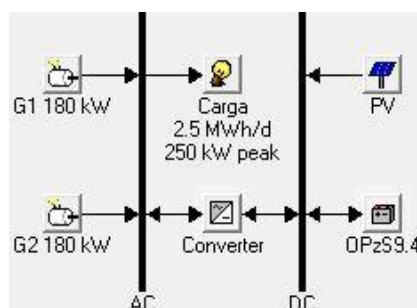 G1 180 kW
Carga
2.5 MWh/d
250 kW peak
PV
G2 180 kW
Converter
OPzS9.4
AC
DC